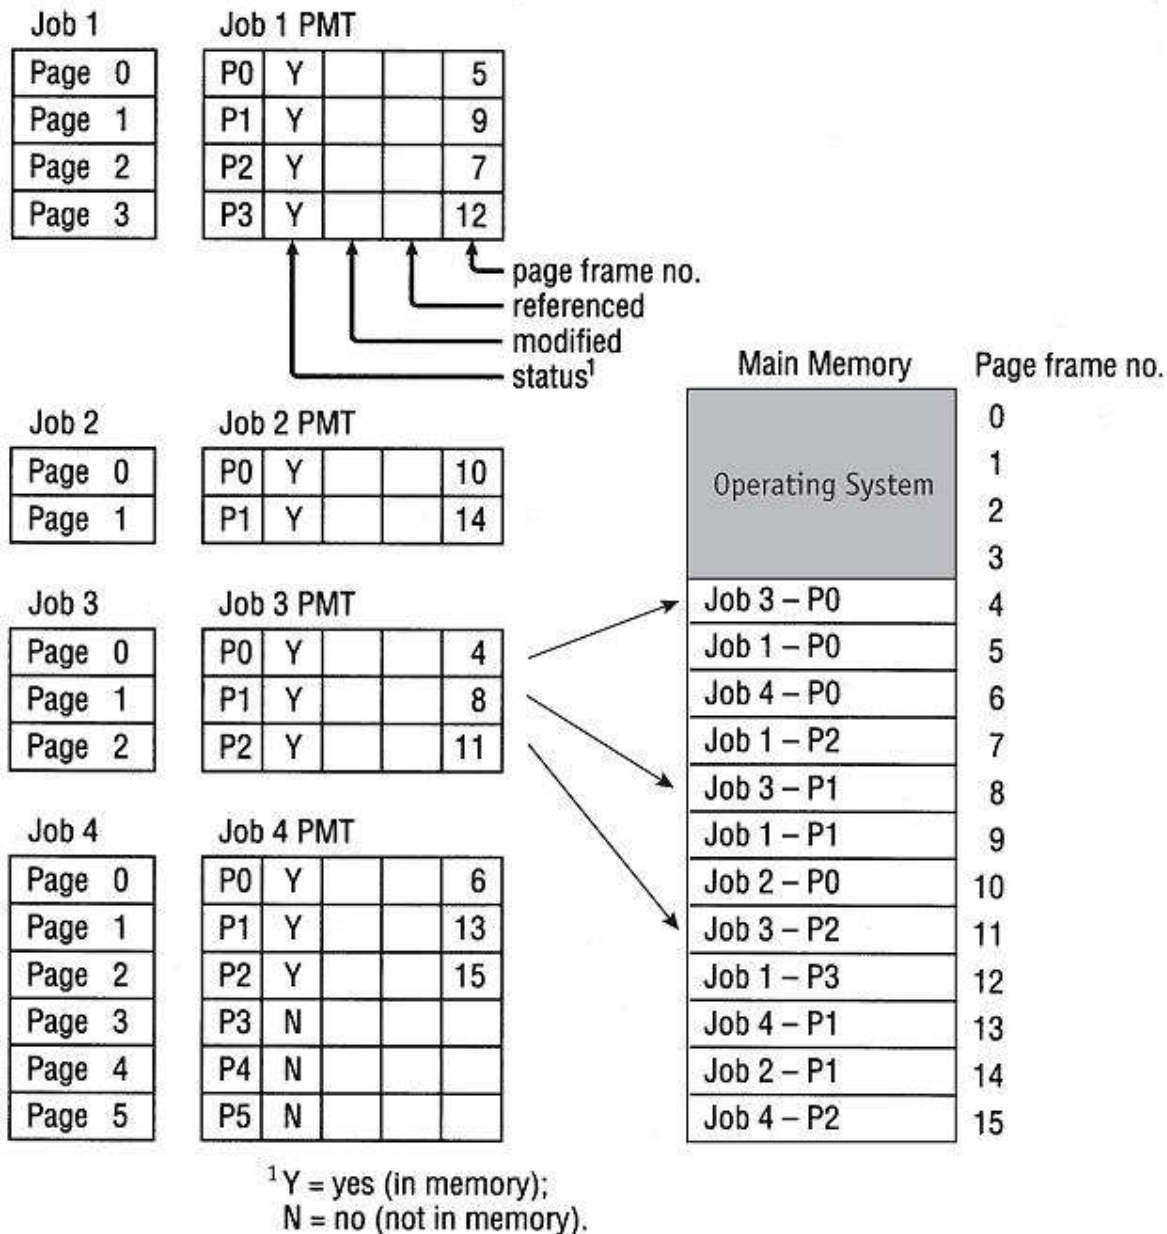 Job 1
Page 0
Page 1
Page 2
Page 3
Job 1 PMT
P0 Y 5
P1 Y 9
P2 Y 7
P3 Y 12
page frame no.
referenced
modified
status¹
Job 2
Page 0
Page 1
Job 2 PMT
P0 Y 10
P1 Y 14
Job 3
Page 0
Page 1
Page 2
Job 3 PMT
P0 Y 4
P1 Y 8
P2 Y 11
Job 4
Page 0
Page 1
Page 2
Page 3
Page 4
Page 5
Job 4 PMT
P0 Y 6
P1 Y 13
P2 Y 15
P3 N
P4 N
P5 N
¹ Y = yes (in memory);
N = no (not in memory).
Main Memory Page frame no.
0
1
Operating System
2
3
Job 3 – P0 4
Job 1 – P0 5
Job 4 – P0 6
Job 1 – P2 7
Job 3 – P1 8
Job 1 – P1 9
Job 2 – P0 10
Job 3 – P2 11
Job 1 – P3 12
Job 4 – P1 13
Job 2 – P1 14
Job 4 – P2 15